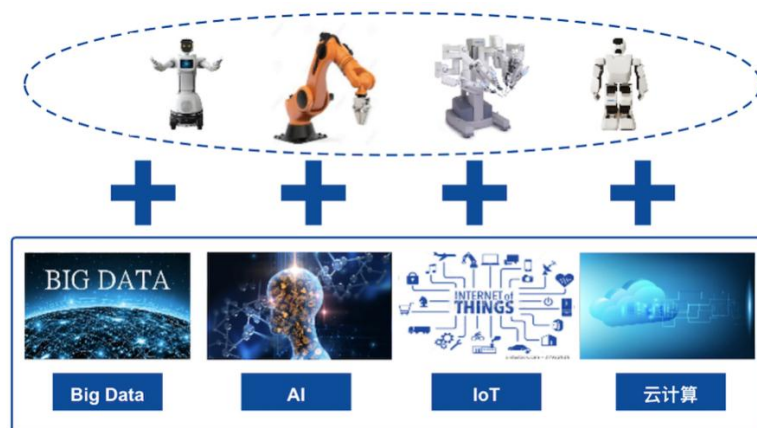 BIG DATA
INTERNET of
THINGS
Big Data
AI
IoT
云计算